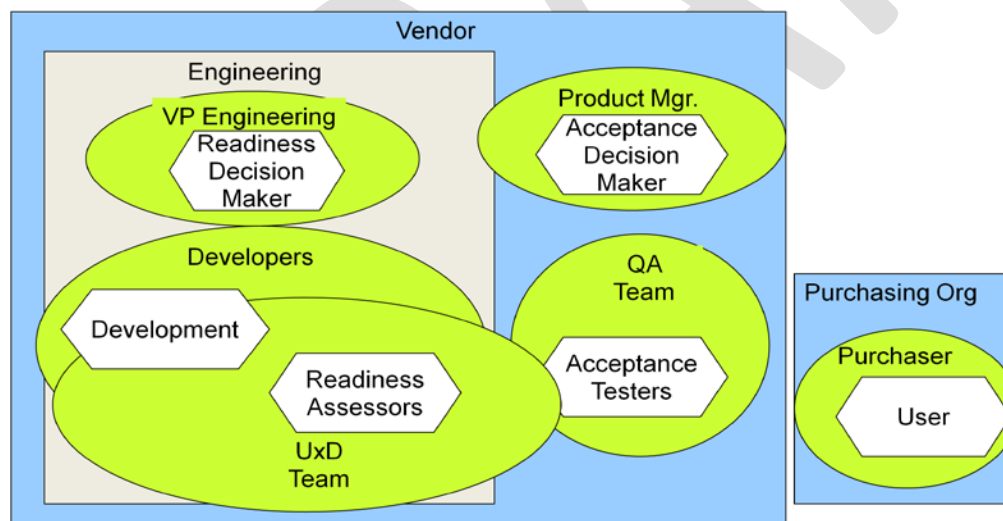 Vendor
Engineering
VP Engineering
Readiness
Decision
Maker
Product Mgr.
Acceptance
Decision
Maker
Developers
Development
Readiness
Assessors
UxD
Team
QA
Team
Acceptance
Testers
Purchasing Org
Purchaser
User